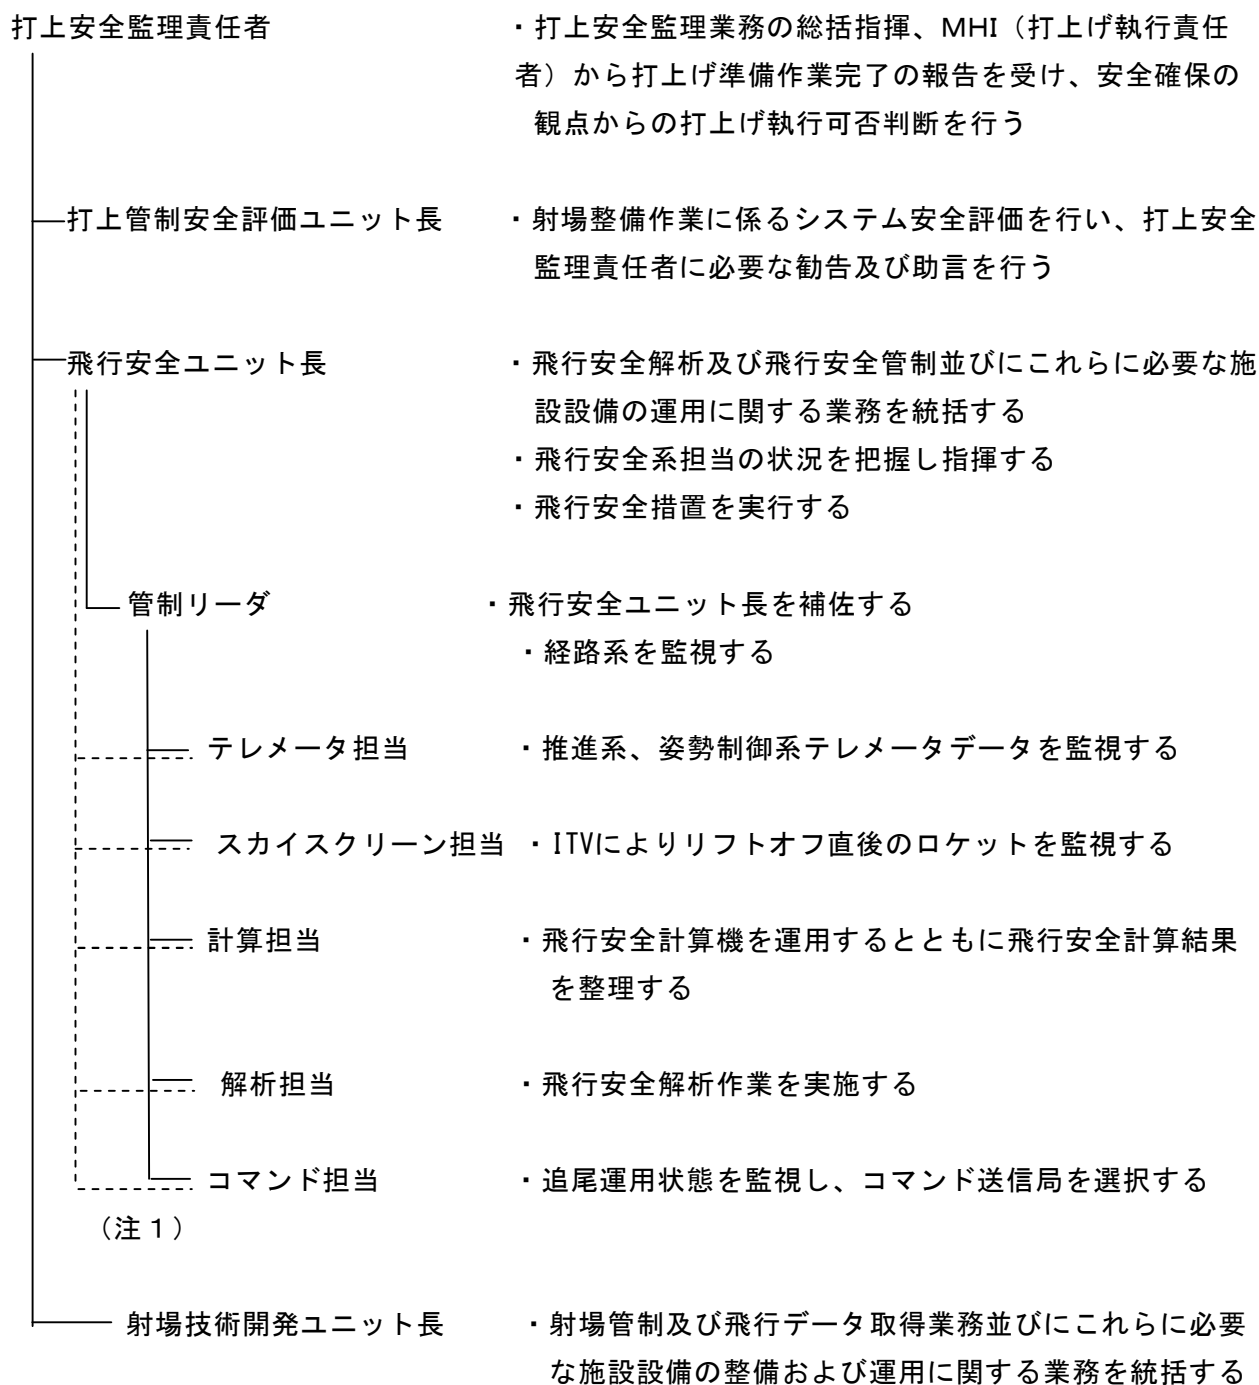 打上安全監理責任者 ・打上安全監理業務の総括指揮、MHI（打上げ執行責任
者）から打上げ準備作業完了の報告を受け、安全確保の
観点からの打上げ執行可否判断を行う
打上管制安全評価ユニット長 ・射場整備作業に係るシステム安全評価を行い、打上安全
監理責任者に必要な勧告及び助言を行う
飛行安全ユニット長 ・飛行安全解析及び飛行安全管制並びにこれらに必要な施
設設備の運用に関する業務を統括する
・飛行安全系担当の状況を把握し指揮する
・飛行安全措置を実行する
管制リーダ ・飛行安全ユニット長を補佐する
・経路系を監視する
テレメータ担当 ・推進系、姿勢制御系テレメータデータを監視する
スカイスクリーン担当 ・ITVによりリフトオフ直後のロケットを監視する
計算担当 ・飛行安全計算機を運用するとともに飛行安全計算結果
を整理する
解析担当 ・飛行安全解析作業を実施する
コマンド担当 ・追尾運用状態を監視し、コマンド送信局を選択する
（注１）
射場技術開発ユニット長 ・射場管制及び飛行データ取得業務並びにこれらに必要
な施設設備の整備および運用に関する業務を統括する